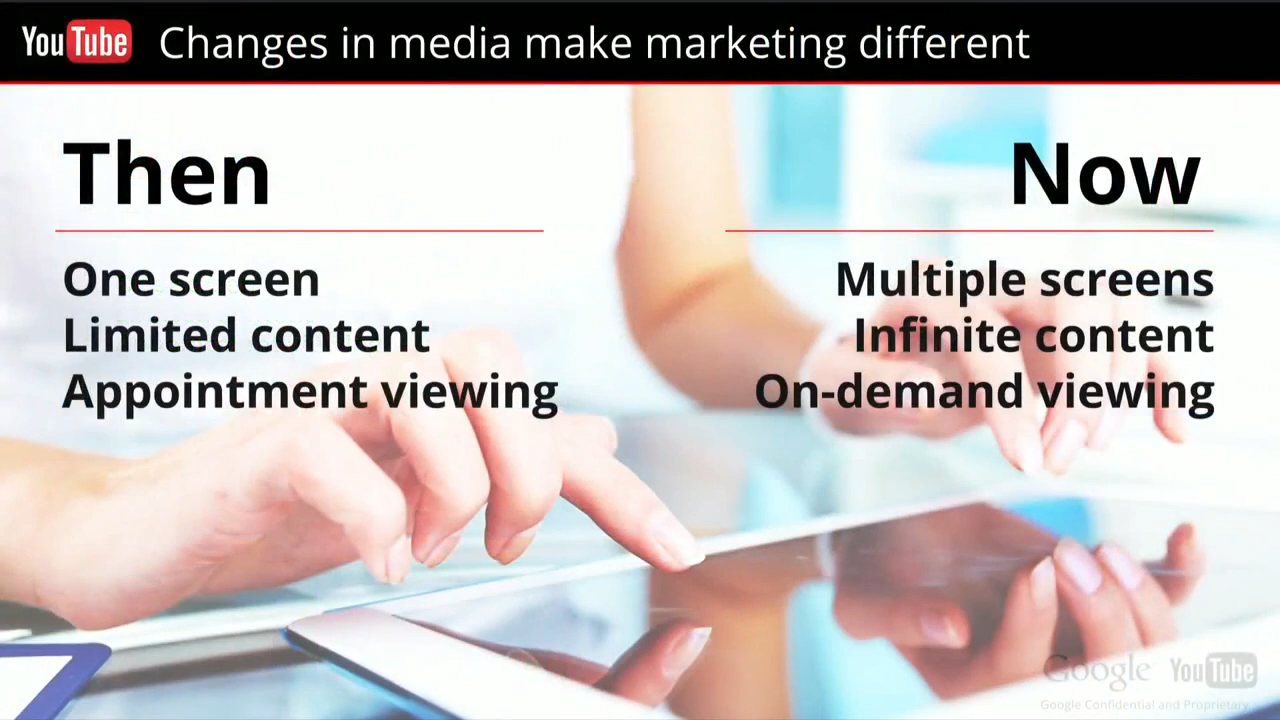 YouTube Changes in media make marketing different
Then
One screen
Limited content
Appointment viewing
Now
Multiple screens
Infinite content
On-demand viewing
Google YouTube
Google Confidential and Proprietary